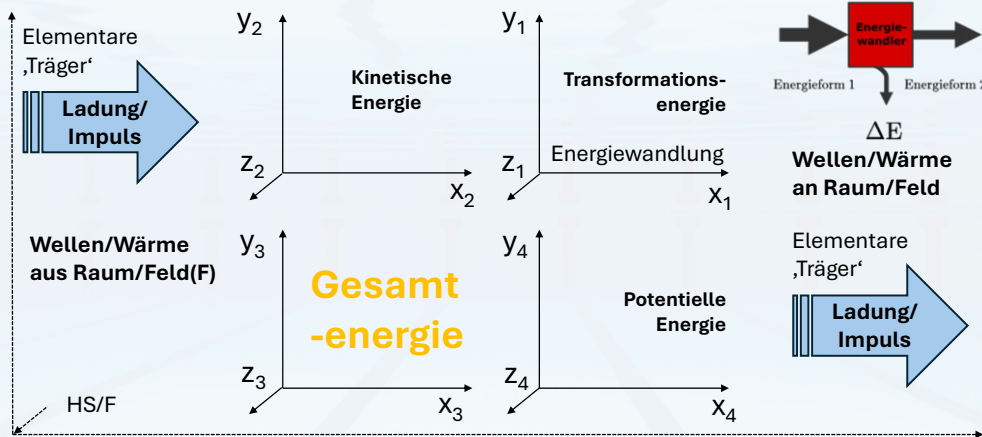 Elementare
‚Träger‘
Ladung/
Impuls
Wellen/Wärme
aus Raum/Feld(F)
HS/F
y2
Kinetische
Energie
z2
x2
y1
Transformations-
energie
z1
Energiewandlung
x1
Energie-
wandler
Energieform 1
Energieform 2
ΔE
Wellen/Wärme
an Raum/Feld
y3
Gesamt
-energie
z3
x3
y4
Potentielle
Energie
z4
x4
Elementare
‚Träger‘
Ladung/
Impuls